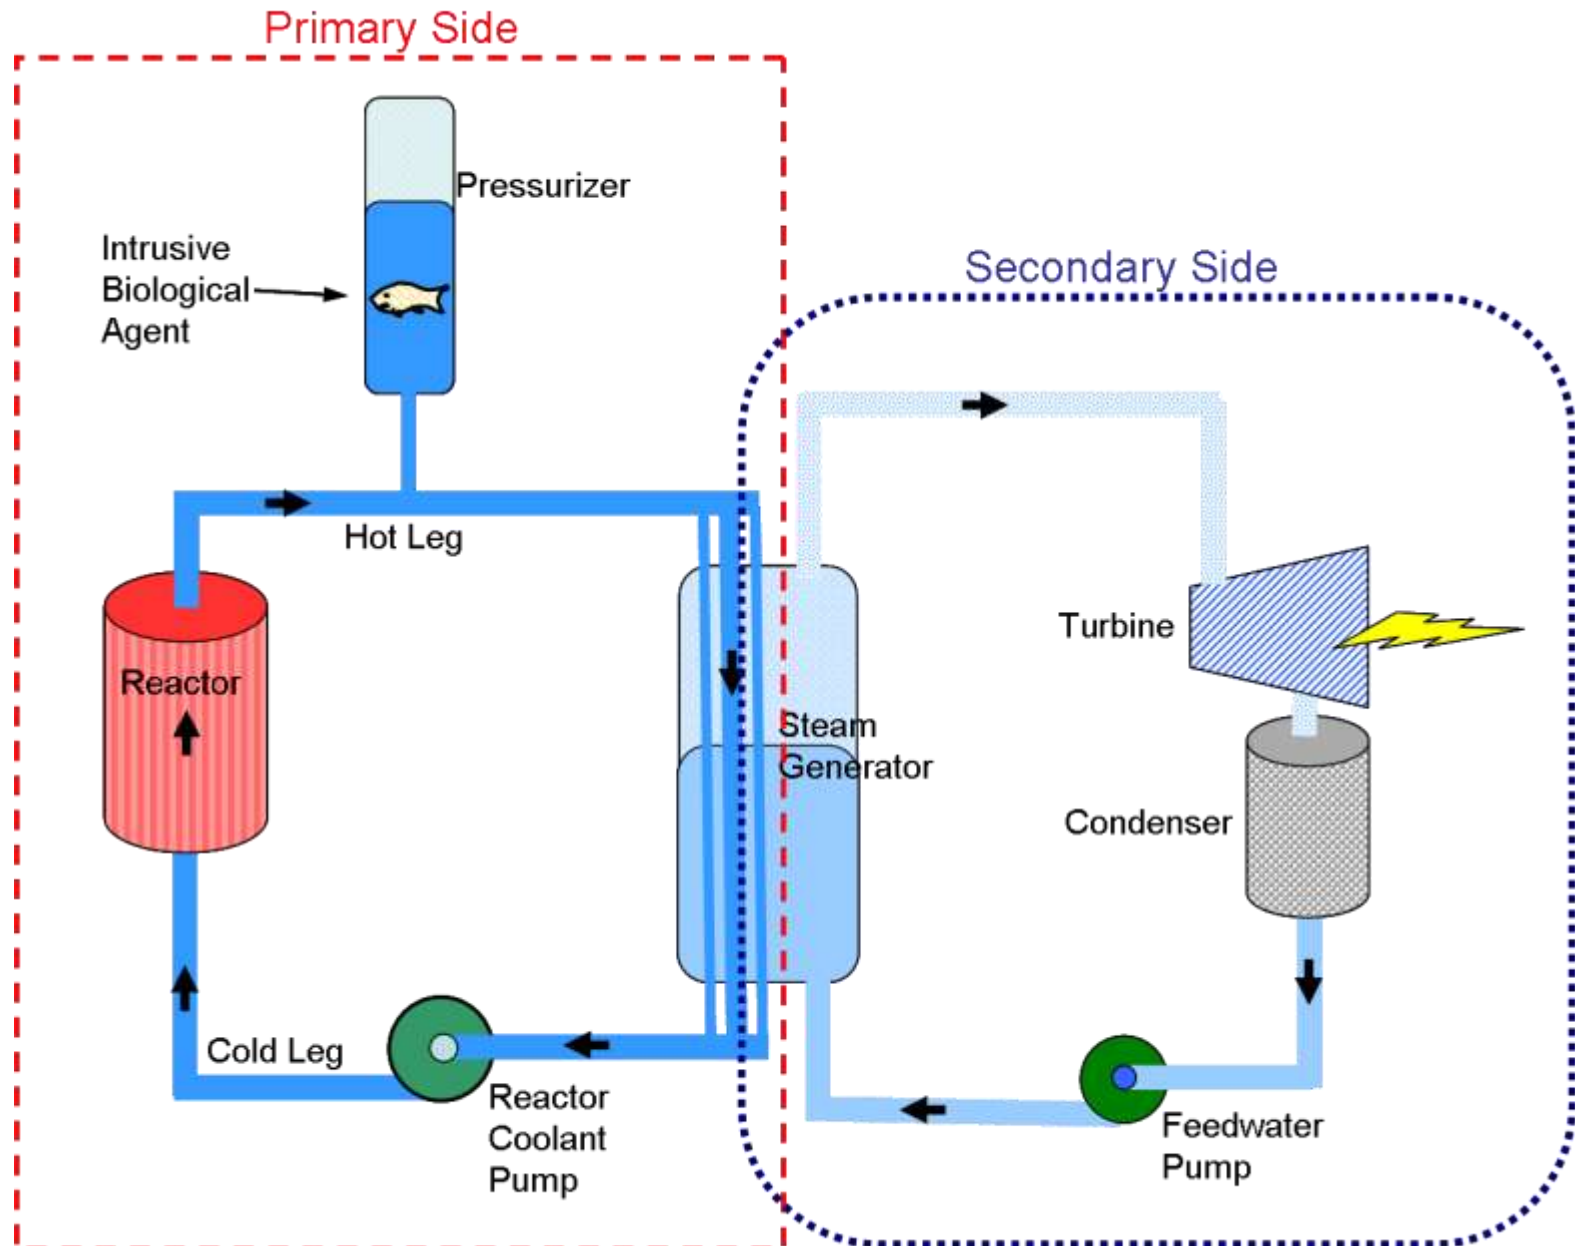 Primary Side
Pressurizer
Intrusive
Biological
Agent
Secondary Side
Hot Leg
Turbine
Reactor
Steam
Generator
Condenser
Cold Leg
Reactor
Coolant
Pump
Feedwater
Pump